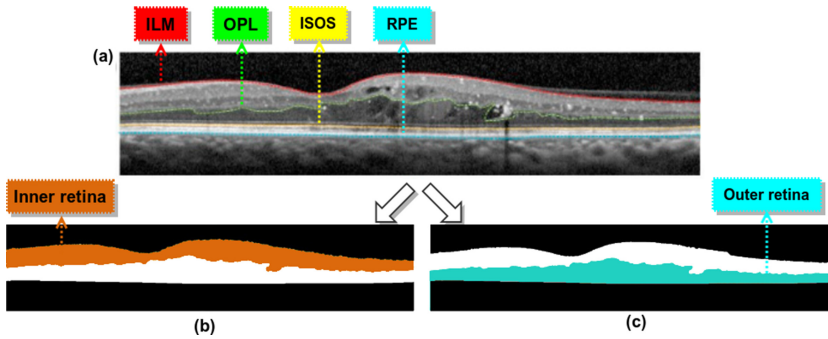 ILM OPL ISOS RPE
(a)
Inner retina Outer retina
(b) (c)